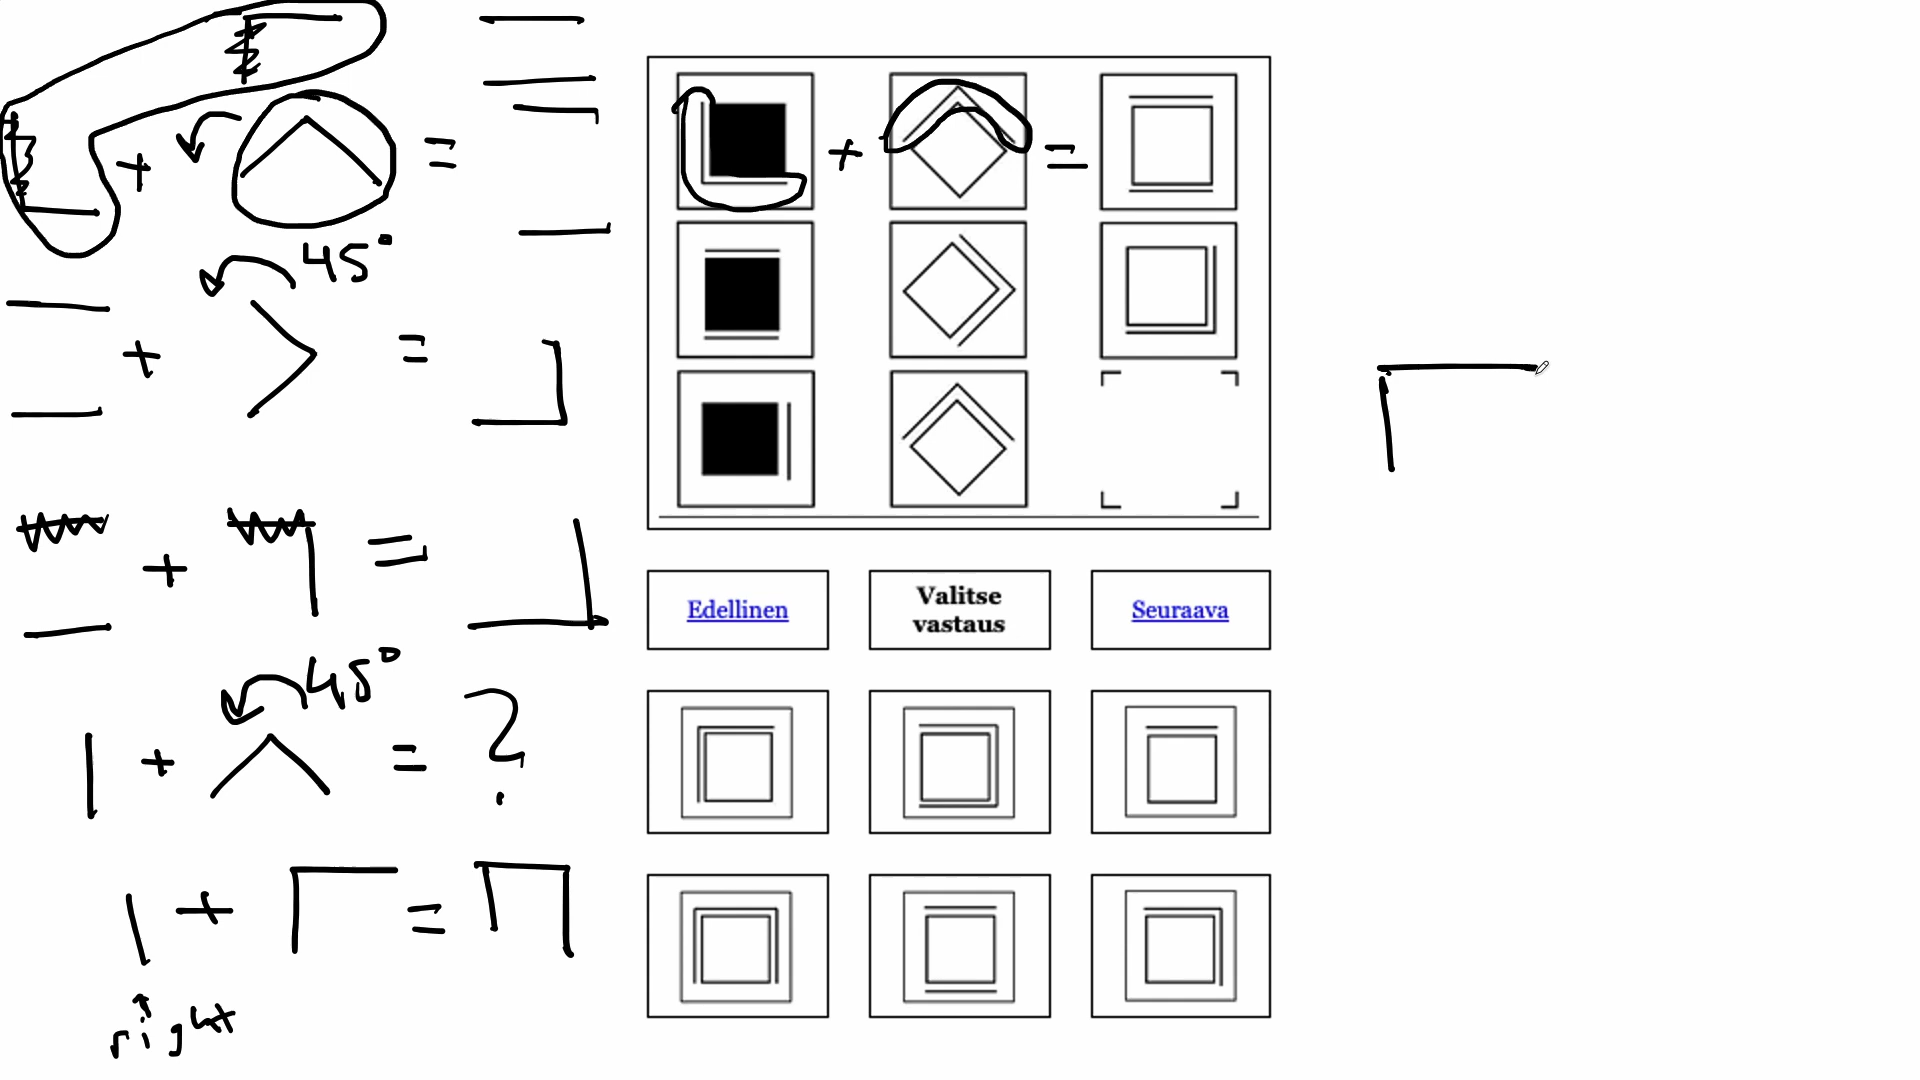 + =
+ =
45°
+ =
+ =
45°
+ = ?
+ =
right
Edellinen
Valitse
vastaus
Seuraava